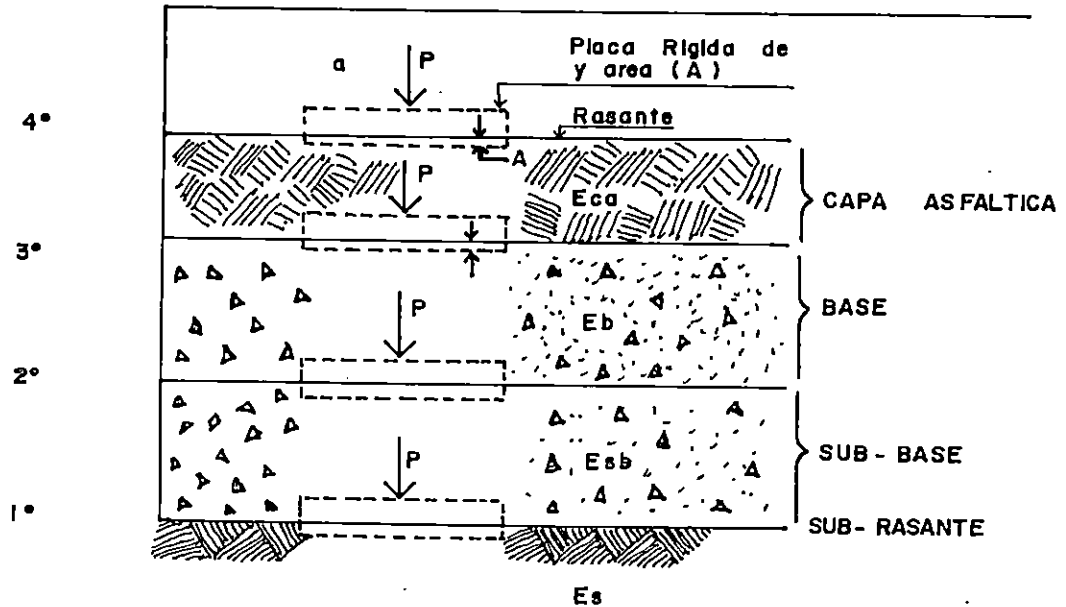 a
P
Placa Rigida de
y area (A)
4°
Rasante
A
P
Eca
CAPA ASFALTICA
3°
P
Eb
BASE
2°
P
Esb
SUB - BASE
1°
SUB - RASANTE
Es